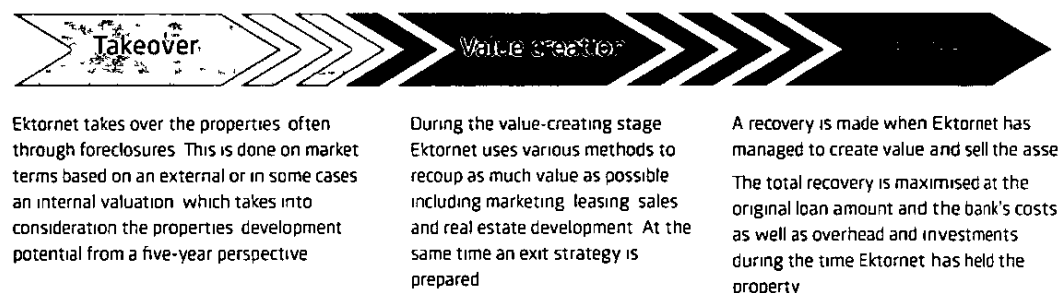 Takeover
Value creation
Ektornet takes over the properties often
through foreclosures This is done on market
terms based on an external or in some cases
an internal valuation which takes into
consideration the properties development
potential from a five-year perspective
During the value-creating stage
Ektornet uses various methods to
recoup as much value as possible
including marketing leasing sales
and real estate development At the
same time an exit strategy is
prepared
A recovery is made when Ektornet has
managed to create value and sell the asse
The total recovery is maximised at the
original loan amount and the bank's costs
as well as overhead and investments
during the time Ektornet has held the
property